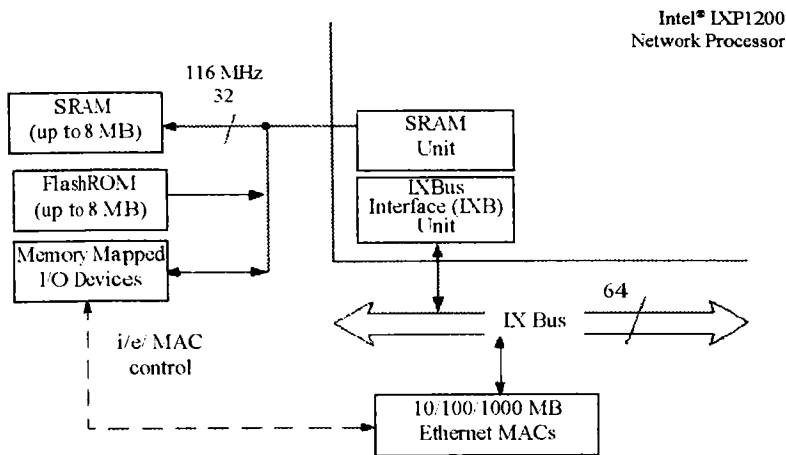 Intel® IXP1200
Network Processor
116 MHz
32
SRAM
(up to 8 MB)
SRAM
Unit
FlashROM
(up to 8 MB)
IXBus
Interface (IXB)
Unit
Memory Mapped
I/O Devices
64
IX Bus
i/e/ MAC
control
10/100/1000 MB
Ethernet MACs